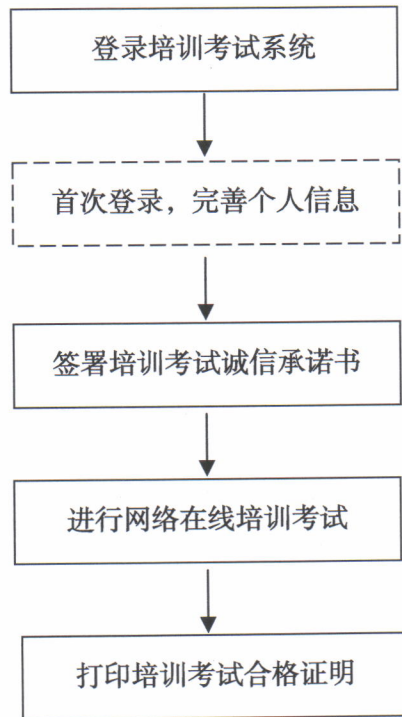 登录培训考试系统
首次登录，完善个人信息
签署培训考试诚信承诺书
进行网络在线培训考试
打印培训考试合格证明